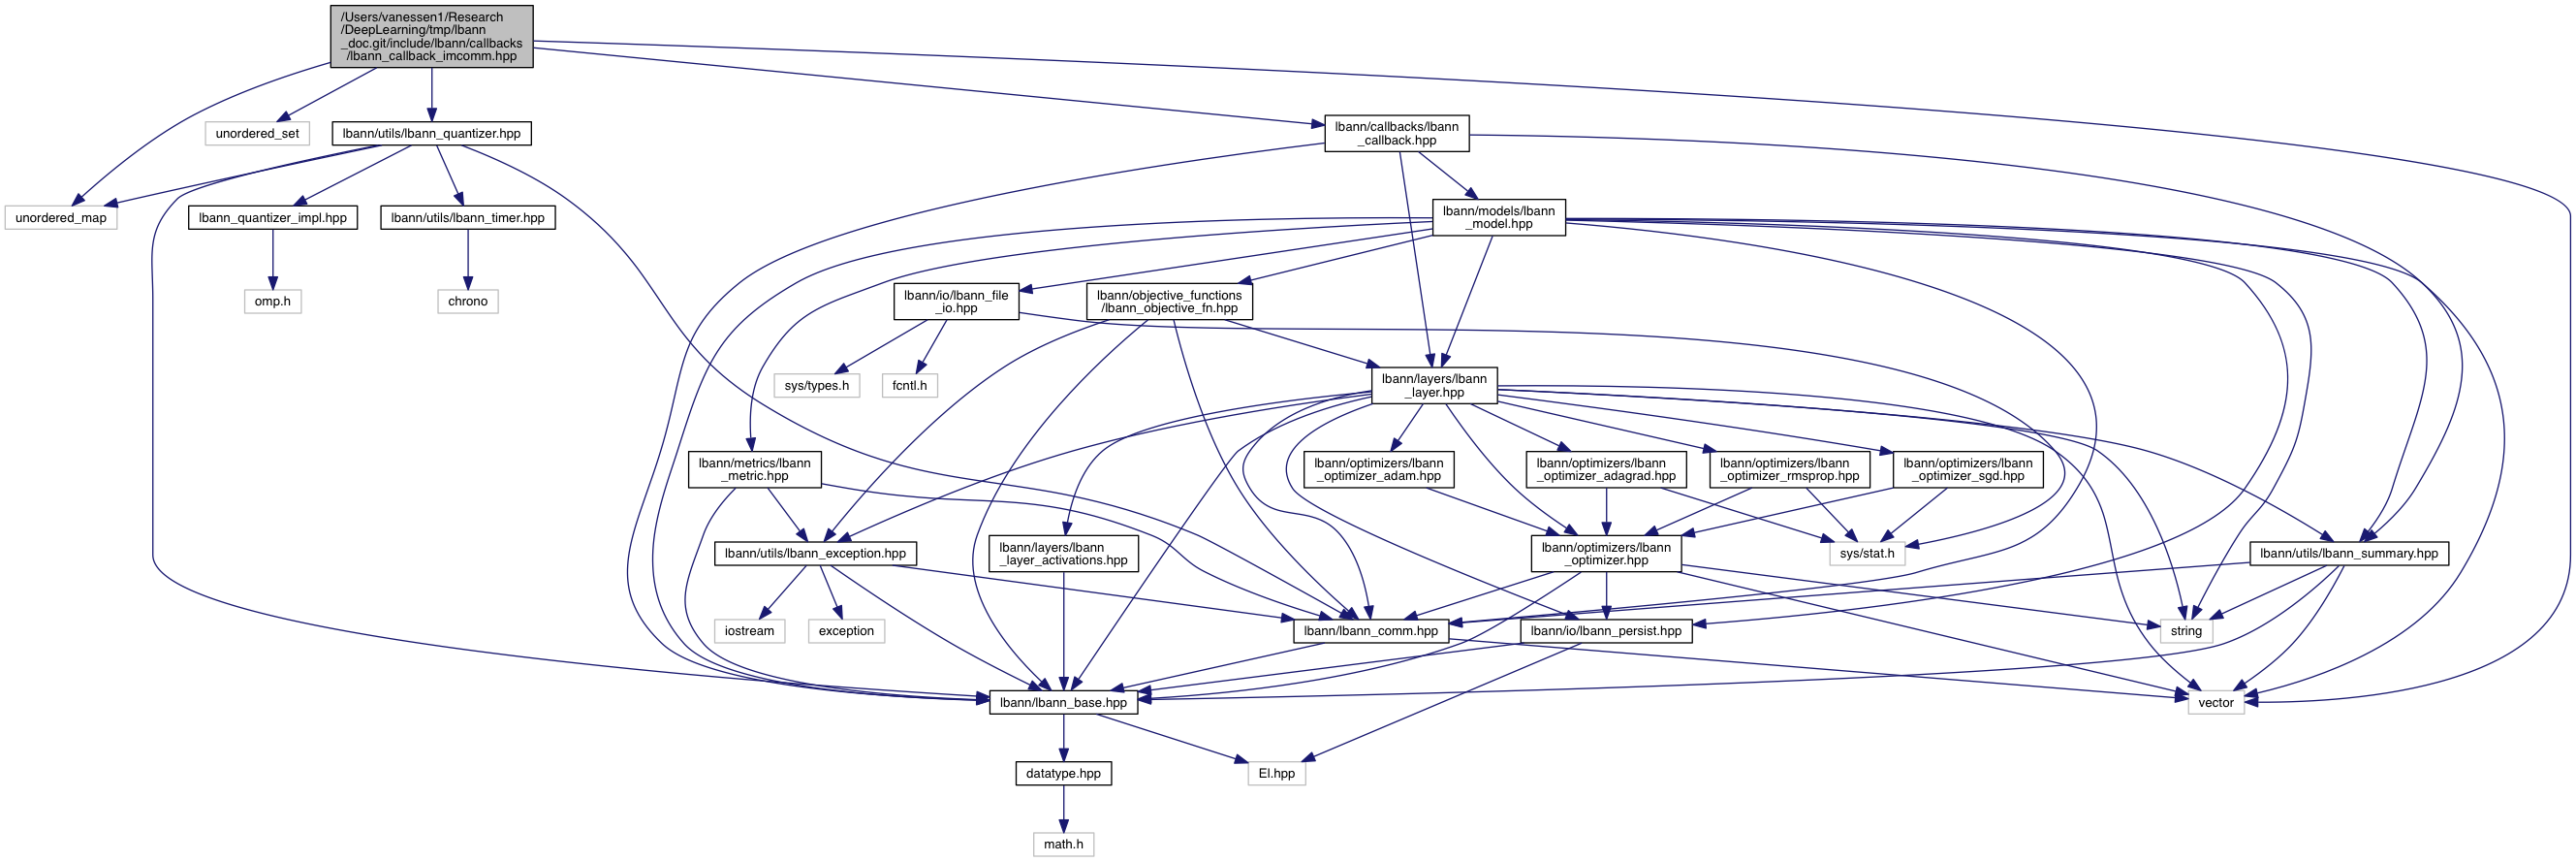 /Users/vanessen1/Research
/DeepLearning/tmp/lbann
_doc.git/include/lbann/callbacks
/lbann_callback_imcomm.hpp
unordered_set
lbann/utils/lbann_quantizer.hpp
lbann/callbacks/lbann
_callback.hpp
unordered_map
lbann_quantizer_impl.hpp
lbann/utils/lbann_timer.hpp
lbann/models/lbann
_model.hpp
omp.h
chrono
lbann/io/lbann_file
_io.hpp
lbann/objective_functions
/lbann_objective_fn.hpp
sys/types.h
fcntl.h
lbann/layers/lbann
_layer.hpp
lbann/metrics/lbann
_metric.hpp
lbann/optimizers/lbann
_optimizer_adam.hpp
lbann/optimizers/lbann
_optimizer_adagrad.hpp
lbann/optimizers/lbann
_optimizer_rmsprop.hpp
lbann/optimizers/lbann
_optimizer_sgd.hpp
lbann/utils/lbann_exception.hpp
lbann/layers/lbann
_layer_activations.hpp
lbann/optimizers/lbann
_optimizer.hpp
sys/stat.h
lbann/utils/lbann_summary.hpp
iostream
exception
lbann/lbann_comm.hpp
lbann/io/lbann_persist.hpp
string
lbann/lbann_base.hpp
vector
datatype.hpp
El.hpp
math.h